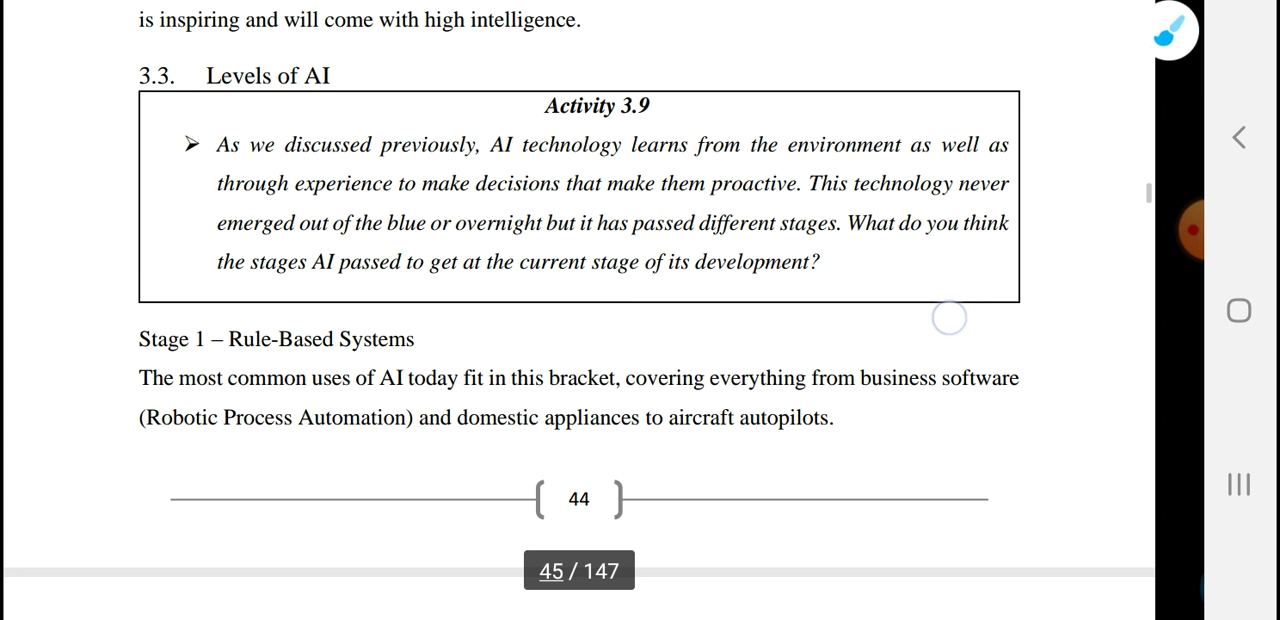 is inspiring and will come with high intelligence.
3.3. Levels of AI
Activity 3.9
➢ As we discussed previously, AI technology learns from the environment as well as
through experience to make decisions that make them proactive. This technology never
emerged out of the blue or overnight but it has passed different stages. What do you think
the stages AI passed to get at the current stage of its development?
Stage 1 – Rule-Based Systems
The most common uses of AI today fit in this bracket, covering everything from business software
(Robotic Process Automation) and domestic appliances to aircraft autopilots.
44
45 / 147